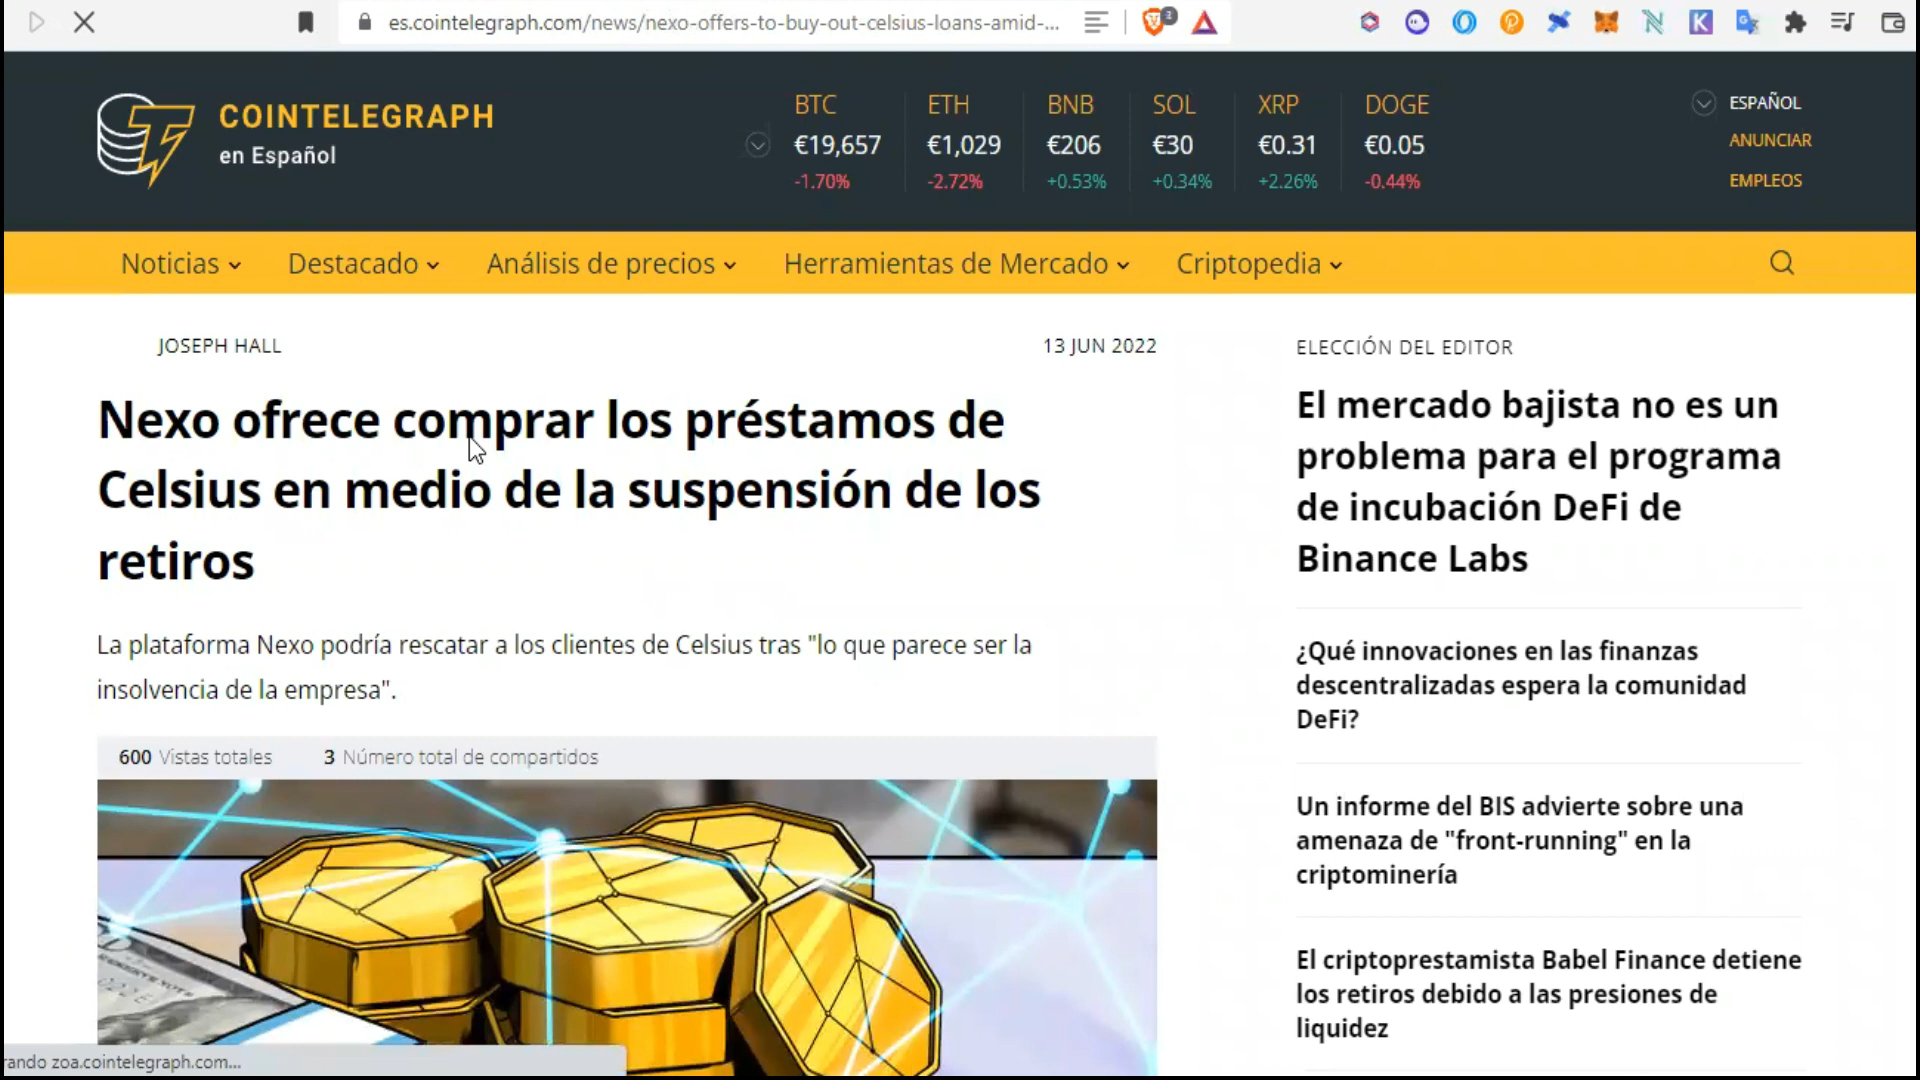 es.cointelegraph.com/news/nexo-offers-to-buy-out-celsius-loans-amid-...
COINTELEGRAPH
en Español
BTC
€19,657
-1.70%
ETH
€1,029
-2.72%
BNB
€206
+0.53%
SOL
€30
+0.34%
XRP
€0.31
+2.26%
DOGE
€0.05
-0.44%
ESPAÑOL
ANUNCIAR
EMPLEOS
Noticias
Destacado
Análisis de precios
Herramientas de Mercado
Criptopedia
JOSEPH HALL
13 JUN 2022
Nexo ofrece comprar los préstamos de
Celsius en medio de la suspensión de los
retiros
La plataforma Nexo podría rescatar a los clientes de Celsius tras "lo que parece ser la
insolvencia de la empresa".
600 Vistas totales
3 Número total de compartidos
ELECCIÓN DEL EDITOR
El mercado bajista no es un
problema para el programa
de incubación DeFi de
Binance Labs
¿Qué innovaciones en las finanzas
descentralizadas espera la comunidad
DeFi?
Un informe del BIS advierte sobre una
amenaza de "front-running" en la
criptominería
El criptoprestamista Babel Finance detiene
los retiros debido a las presiones de
liquidez
rando zoa.cointelegraph.com...